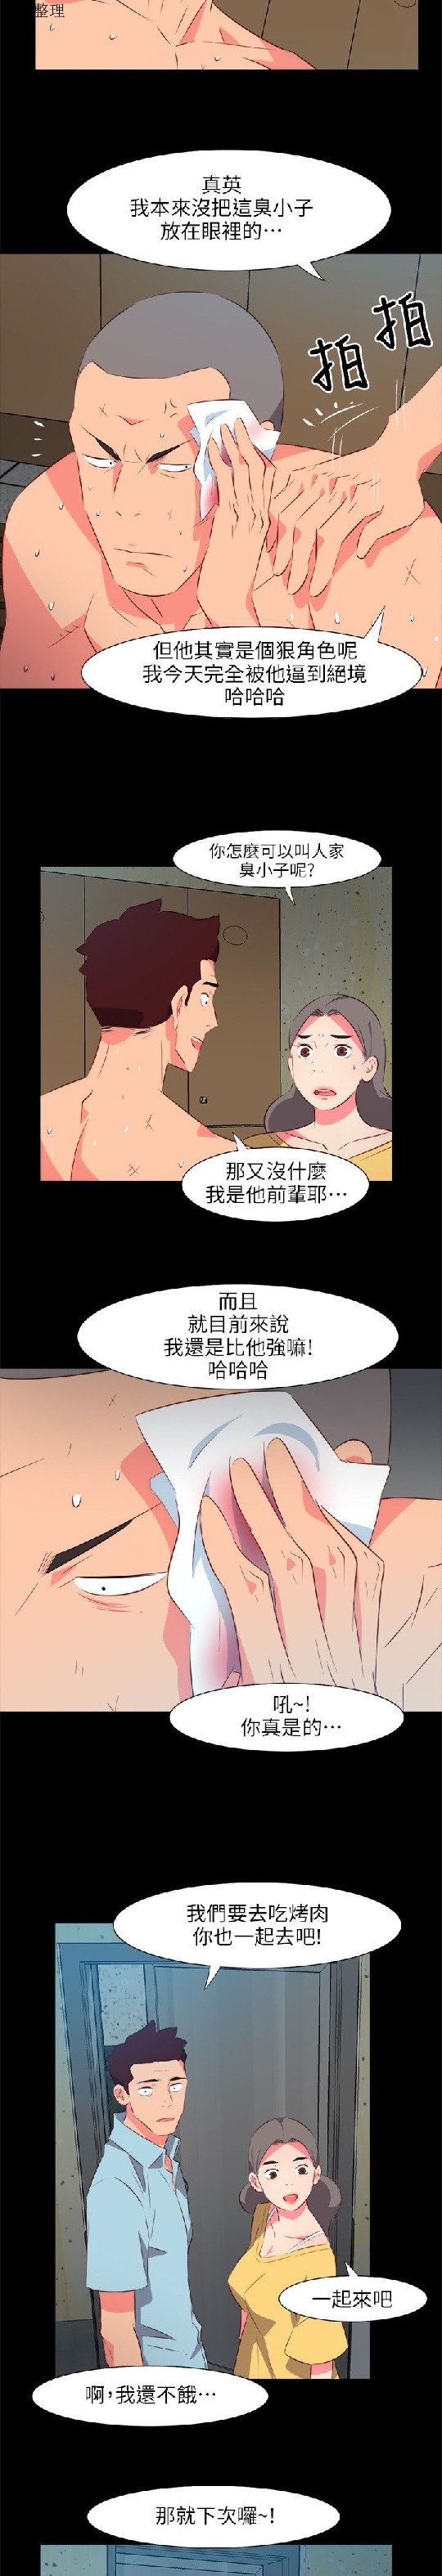 整理
真英
我本來沒把這臭小子
放在眼裡的…
拍
拍
但他其實是個狠角色呢
我今天完全被他逼到絕境
哈哈哈
你怎麼可以叫人家
臭小子呢?
那又沒什麼
我是他前輩耶…
而且
就目前來說
我還是比他強嘛!
哈哈哈
吼~!
你真是的…
我們要去吃烤肉
你也一起去吧!
一起來吧
啊,我還不餓…
那就下次囉~!